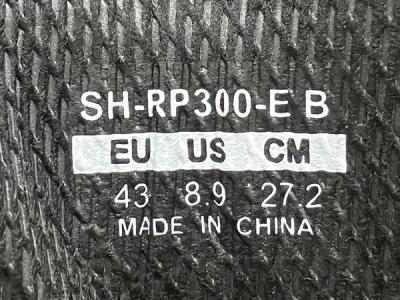 SH-RP300-E B
EU US CM
43 8.9 27.2
MADE IN CHINA